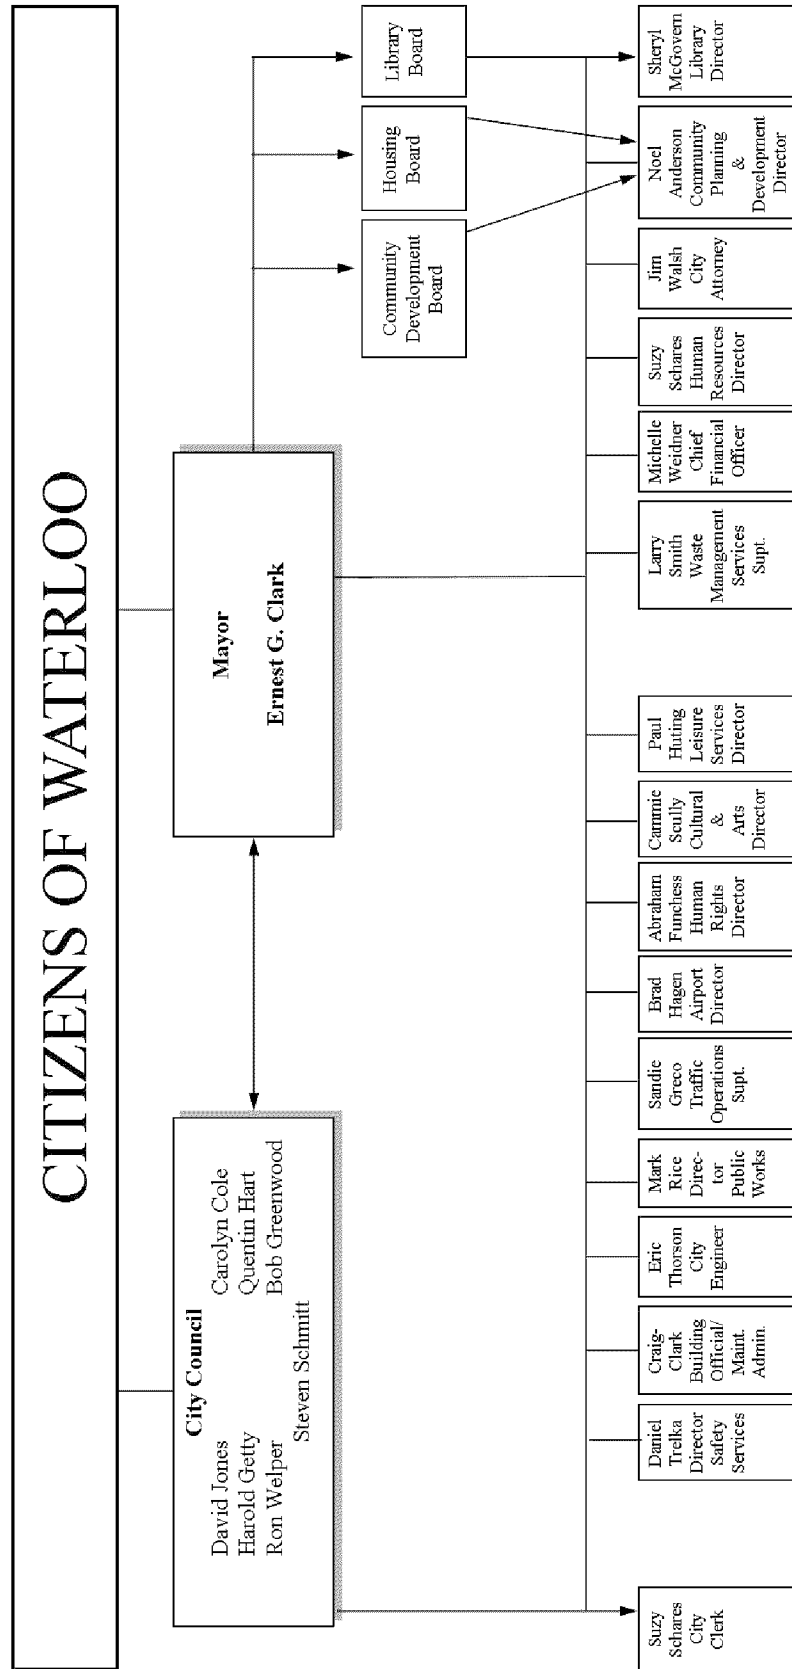 CITIZENS OF WATERLOO
City Council
David Jones
Carolyn Cole
Harold Getty
Quentin Hart
Ron Welper
Bob Greenwood
Steven Schmitt
Mayor
Ernest G. Clark
Community
Development
Board
Housing
Board
Library
Board
Suzy
Schares
City
Clerk
Daniel
Trelka
Director
Safety
Services
Craig-
Clark
Building
Official/
Maint.
Admin.
Eric
Thorson
City
Engineer
Mark
Rice
Direc-
tor
Public
Works
Sandie
Greco
Traffic
Operations
Supt.
Brad
Hagen
Airport
Director
Abraham
Funchess
Human
Rights
Director
Cammie
Scully
Cultural
&
Arts
Director
Paul
Huting
Leisure
Services
Director
Larry
Smith
Waste
Management
Services
Supt.
Michelle
Weidner
Chief
Financial
Officer
Suzy
Schares
Human
Resources
Director
Jim
Walsh
City
Attorney
Noel
Anderson
Community
Planning
&
Development
Director
Sheryl
McGovern
Library
Director